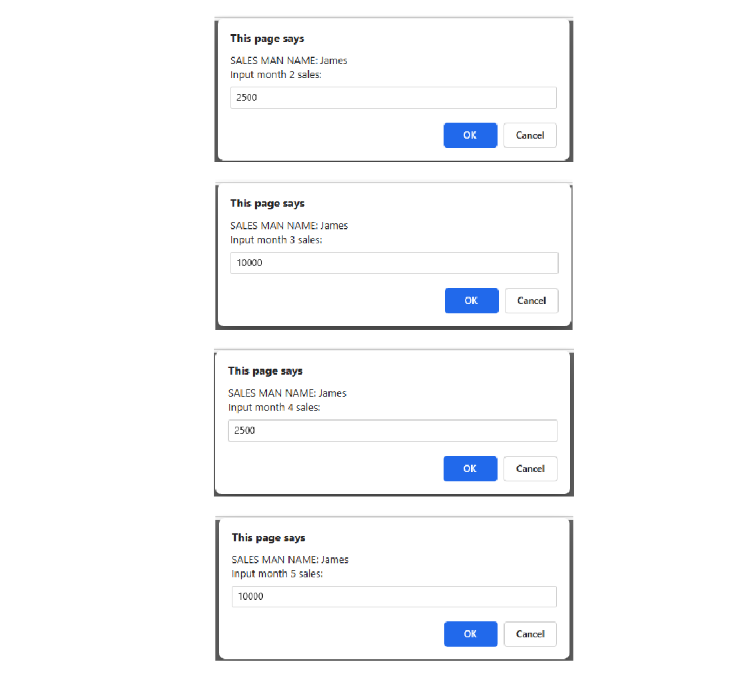 This page says
SALES MAN NAME: James
Input month 2 sales:
2500
OK Cancel
This page says
SALES MAN NAME: James
Input month 3 sales:
10000
OK Cancel
This page says
SALES MAN NAME: James
Input month 4 sales:
2500
OK Cancel
This page says
SALES MAN NAME: James
Input month 5 sales:
10000
OK Cancel